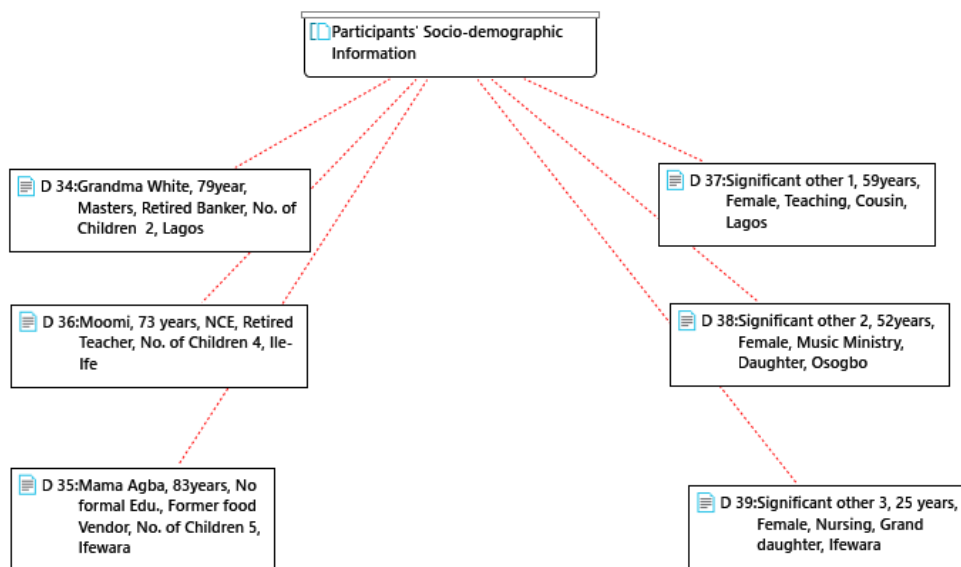 Participants' Socio-demographic
Information
D 34:Grandma White, 79year,
Masters, Retired Banker, No. of
Children 2, Lagos
D 37:Significant other 1, 59years,
Female, Teaching, Cousin,
Lagos
D 36:Moomi, 73 years, NCE, Retired
Teacher, No. of Children 4, Ile-
Ife
D 38:Significant other 2, 52years,
Female, Music Ministry,
Daughter, Osogbo
D 35:Mama Agba, 83years, No
formal Edu., Former food
Vendor, No. of Children 5,
Ifewara
D 39:Significant other 3, 25 years,
Female, Nursing, Grand
daughter, Ifewara